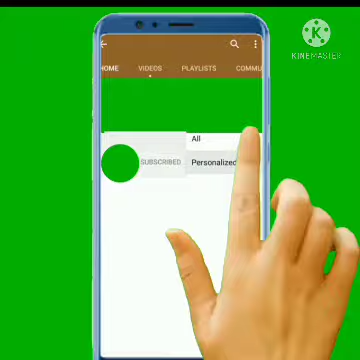 K
KINEMASTER
HOME VIDEOS PLAYLISTS COMMU
All
SUBSCRIBED Personalized